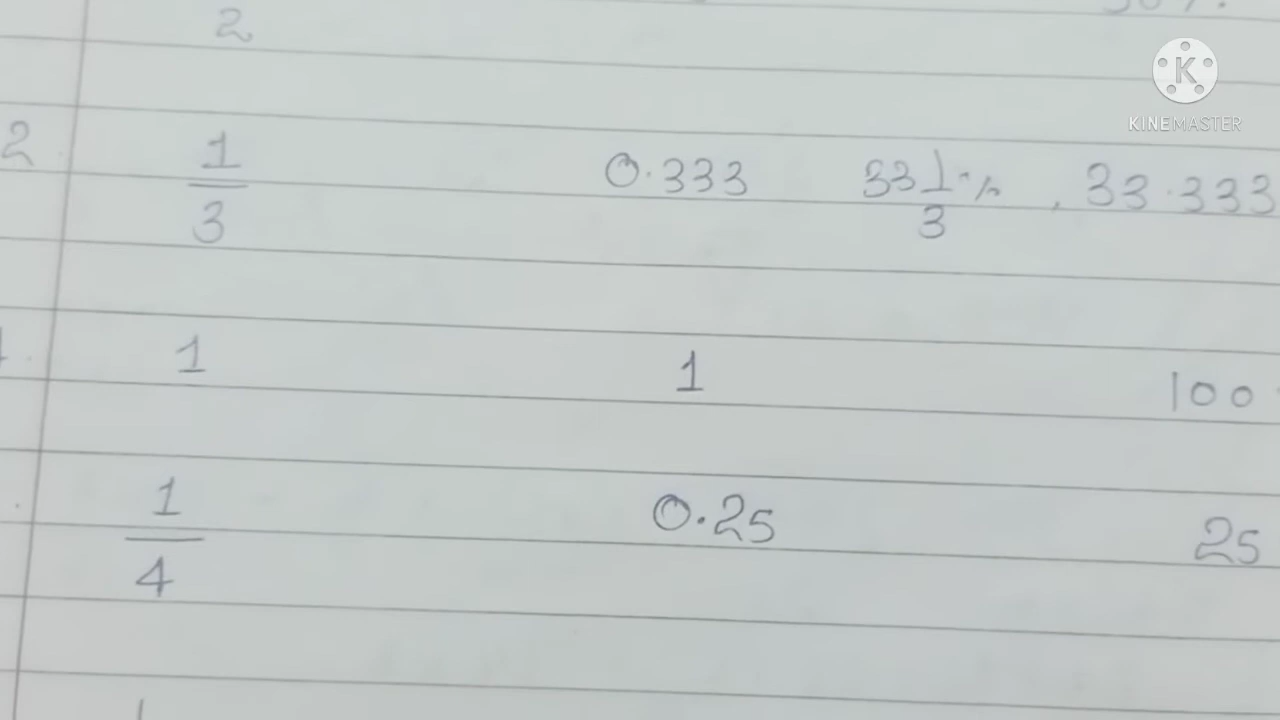 2
2. 1/3 0.333 33 1/3 % , 33.333
1 1 100
1/4 0.25 25
KINEMASTER